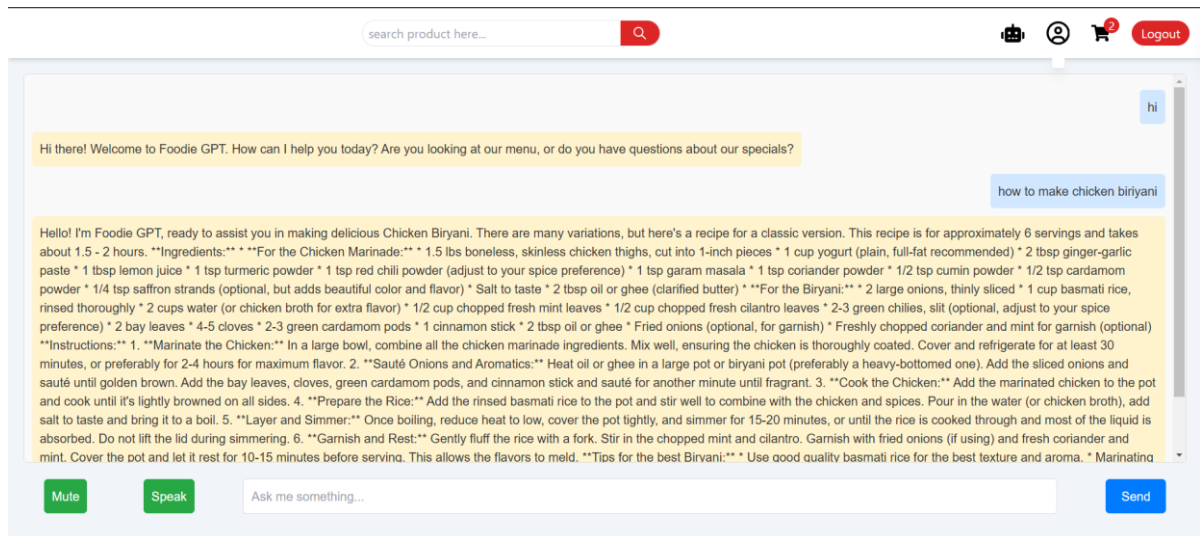 search product here...
2
Logout
hi
Hi there! Welcome to Foodie GPT. How can I help you today? Are you looking at our menu, or do you have questions about our specials?
how to make chicken biriyani
Hello! I'm Foodie GPT, ready to assist you in making delicious Chicken Biryani. There are many variations, but here's a recipe for a classic version. This recipe is for approximately 6 servings and takes
about 1.5 - 2 hours. **Ingredients:** * **For the Chicken Marinade:** * 1.5 lbs boneless, skinless chicken thighs, cut into 1-inch pieces * 1 cup yogurt (plain, full-fat recommended) * 2 tbsp ginger-garlic
paste * 1 tbsp lemon juice * 1 tsp turmeric powder * 1 tsp red chili powder (adjust to your spice preference) * 1 tsp garam masala * 1 tsp coriander powder * 1/2 tsp cumin powder * 1/2 tsp cardamom
powder * 1/4 tsp saffron strands (optional, but adds beautiful color and flavor) * Salt to taste * 2 tbsp oil or ghee (clarified butter) * **For the Biryani:** * 2 large onions, thinly sliced * 1 cup basmati rice,
rinsed thoroughly * 2 cups water (or chicken broth for extra flavor) * 1/2 cup chopped fresh mint leaves * 1/2 cup chopped fresh cilantro leaves * 2-3 green chilies, slit (optional, adjust to your spice
preference) * 2 bay leaves * 4-5 cloves * 2-3 green cardamom pods * 1 cinnamon stick * 2 tbsp oil or ghee * Fried onions (optional, for garnish) * Freshly chopped coriander and mint for garnish (optional)
**Instructions:** 1. **Marinate the Chicken:** In a large bowl, combine all the chicken marinade ingredients. Mix well, ensuring the chicken is thoroughly coated. Cover and refrigerate for at least 30
minutes, or preferably for 2-4 hours for maximum flavor. 2. **Sauté Onions and Aromatics:** Heat oil or ghee in a large pot or biryani pot (preferably a heavy-bottomed one). Add the sliced onions and
sauté until golden brown. Add the bay leaves, cloves, green cardamom pods, and cinnamon stick and sauté for another minute until fragrant. 3. **Cook the Chicken:** Add the marinated chicken to the pot
and cook until it's lightly browned on all sides. 4. **Prepare the Rice:** Add the rinsed basmati rice to the pot and stir well to combine with the chicken and spices. Pour in the water (or chicken broth), add
salt to taste and bring it to a boil. 5. **Layer and Simmer:** Once boiling, reduce heat to low, cover the pot tightly, and simmer for 15-20 minutes, or until the rice is cooked through and most of the liquid is
absorbed. Do not lift the lid during simmering. 6. **Garnish and Rest:** Gently fluff the rice with a fork. Stir in the chopped mint and cilantro. Garnish with fried onions (if using) and fresh coriander and
mint. Cover the pot and let it rest for 10-15 minutes before serving. This allows the flavors to meld. **Tips for the best Biryani:** * Use good quality basmati rice for the best texture and aroma. * Marinating
Mute
Speak
Ask me something...
Send